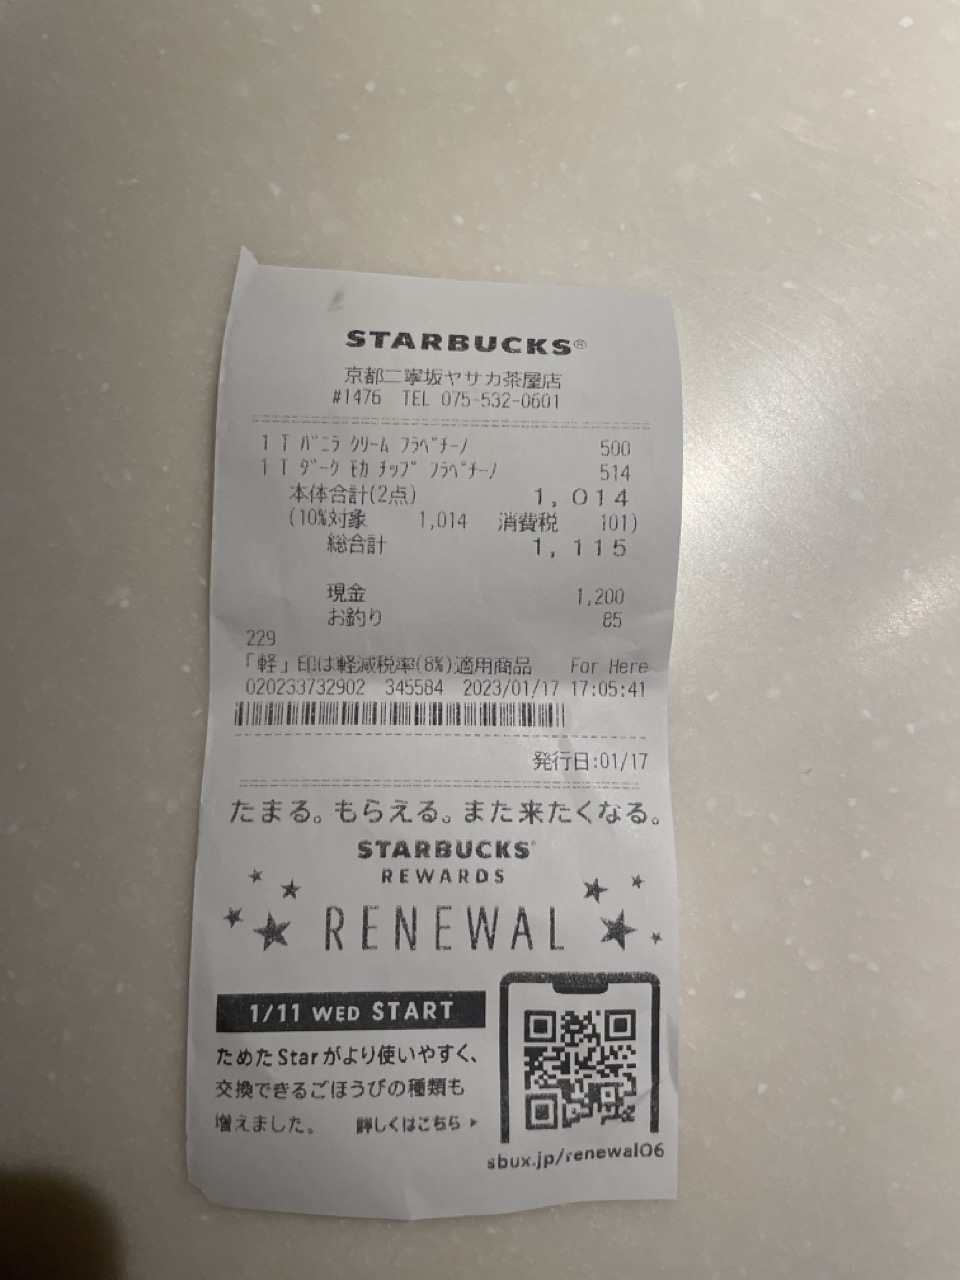 STARBUCKS®
京都二寧坂ヤサカ茶屋店
#1476 TEL 075-532-0601
1 T ﾊﾞﾆﾗ ｸﾘｰﾑ ﾌﾗﾍﾟﾁｰﾉ 500
1 T ﾀﾞｰｸ ﾓｶ ﾁｯﾌﾟ ﾌﾗﾍﾟﾁｰﾉ 514
本体合計(2点) 1,014
(10%対象 1,014 消費税 101)
総合計 1,115
現金 1,200
お釣り 85
229
「軽」印は軽減税率(8%)適用商品 For Here
020233732902 345584 2023/01/17 17:05:41
発行日:01/17
たまる。もらえる。また来たくなる。
STARBUCKS®
REWARDS
RENEWAL
1/11 WED START
ためたStarがより使いやすく、
交換できるごほうびの種類も
増えました。 詳しくはこちら▸
sbux.jp/renewal06